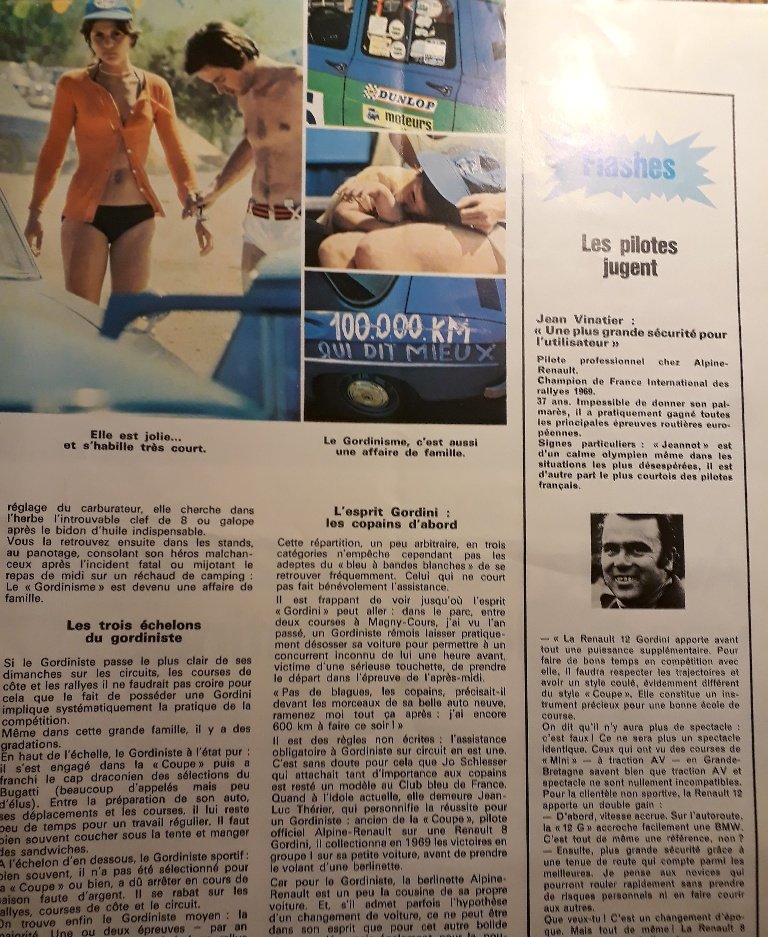 DUNLOP
moteurs
100.000 KM
QUI DIT MIEUX
Elle est jolie...
et s'habille très court.
Le Gordinisme, c'est aussi
une affaire de famille.
réglage du carburateur, elle cherche dans
l'herbe l'introuvable clef de 8 ou galope
après le bidon d'huile indispensable.
Vous la retrouvez ensuite dans les stands,
au panotage, consolant son héros malchan-
ceux après l'incident fatal ou mijotant le
repas de midi sur un réchaud de camping :
Le « Gordinisme » est devenu une affaire de
famille.
Les trois échelons
du gordiniste
Si le Gordiniste passe le plus clair de ses
dimanches sur les circuits, les courses de
côte et les rallyes il ne faudrait pas croire pour
cela que le fait de posséder une Gordini
implique systématiquement la pratique de la
compétition.
Même dans cette grande famille, il y a des
gradations.
En haut de l'échelle, le Gordiniste à l'état pur :
il s'est engagé dans la « Coupe » puis a
franchi le cap draconien des sélections du
Bugatti (beaucoup d'appelés mais peu
d'élus). Entre la préparation de son auto,
ses déplacements et les courses, il lui reste
peu de temps pour un travail régulier. Il faut
bien souvent coucher sous la tente et manger
des sandwiches.
A l'échelon d'en dessous, le Gordiniste sportif :
bien souvent, il n'a pas été sélectionné pour
la « Coupe » ou bien, a dû arrêter en cours de
saison faute d'argent. Il se rabat sur les
rallyes, courses de côte et le circuit.
On trouve enfin le Gordiniste moyen : la
majorité. Une ou deux épreuves – par an
L'esprit Gordini :
les copains d'abord
Cette répartition, un peu arbitraire, en trois
catégories n'empêche cependant pas les
adeptes du « bleu à bandes blanches » de se
retrouver fréquemment. Celui qui ne court
pas fait bénévolement l'assistance.
Il est frappant de voir jusqu'où l'esprit
« Gordini » peut aller : dans le parc, entre
deux courses à Magny-Cours, j'ai vu l'an
passé, un Gordiniste rémois laisser pratique-
ment désosser sa voiture pour permettre à un
concurrent inconnu de lui une heure avant,
victime d'une sérieuse touchette, de prendre
le départ dans l'épreuve de l'après-midi.
« Pas de blagues, les copains, précisait-il
devant les morceaux de sa belle auto neuve,
ramenez moi tout ça après : j'ai encore
600 km à faire ce soir ! »
Il est des règles non écrites : l'assistance
obligatoire à Gordiniste sur circuit en est une.
C'est sans doute pour cela que Jo Schlesser
qui attachait tant d'importance aux copains
est resté un modèle au Club bleu de France.
Quand à l'idole actuelle, elle demeure Jean-
Luc Thérier, qui personnifie la réussite pour
un Gordiniste : ancien de la « Coupe », pilote
officiel Alpine-Renault sur une Renault 8
Gordini, il collectionna en 1969 les victoires en
groupe I sur sa petite voiture, avant de prendre
le volant d'une berlinette.
Car pour le Gordiniste, la berlinette Alpine-
Renault est un peu la cousine de sa propre
voiture. Et, s'il admet parfois l'hypothèse
d'un changement de voiture, ce ne peut être
dans son esprit que pour cet autre bolide
Flashes
Les pilotes
jugent
Jean Vinatier :
« Une plus grande sécurité pour
l'utilisateur »
Pilote professionnel chez Alpine-
Renault.
Champion de France International des
rallyes 1969.
37 ans. Impossible de donner son pal-
marès, il a pratiquement gagné toutes
les principales épreuves routières euro-
péennes.
Signes particuliers : « Jeannot » est
d'un calme olympien même dans les
situations les plus désespérées, il est
d'autre part le plus courtois des pilotes
français.
— « La Renault 12 Gordini apporte avant
tout une puissance supplémentaire. Pour
faire de bons temps en compétition avec
elle, il faudra respecter les trajectoires et
avoir un style coulé, évidemment différent
du style « Coupe ». Elle constitue un ins-
trument précieux pour une bonne école de
course.
On dit qu'il n'y aura plus de spectacle :
c'est faux ! Ce ne sera plus un spectacle
identique. Ceux qui ont vu des courses de
« Mini » — à traction AV — en Grande-
Bretagne savent bien que traction AV et
spectacle ne sont nullement incompatibles.
Pour la clientèle non sportive, la Renault 12
apporte un double gain :
— D'abord, vitesse accrue. Sur l'autoroute,
la « 12 G » accroche facilement une BMW.
C'est tout de même une référence, non ?
— Ensuite, plus grande sécurité grâce à
une tenue de route qui compte parmi les
meilleures. Je pense aux novices qui
pourront rouler rapidement sans prendre
de risques personnels ni en faire courir
aux autres.
Que veux-tu ! C'est un changement d'épo-
que. Mais tout de même ! La Renault 8